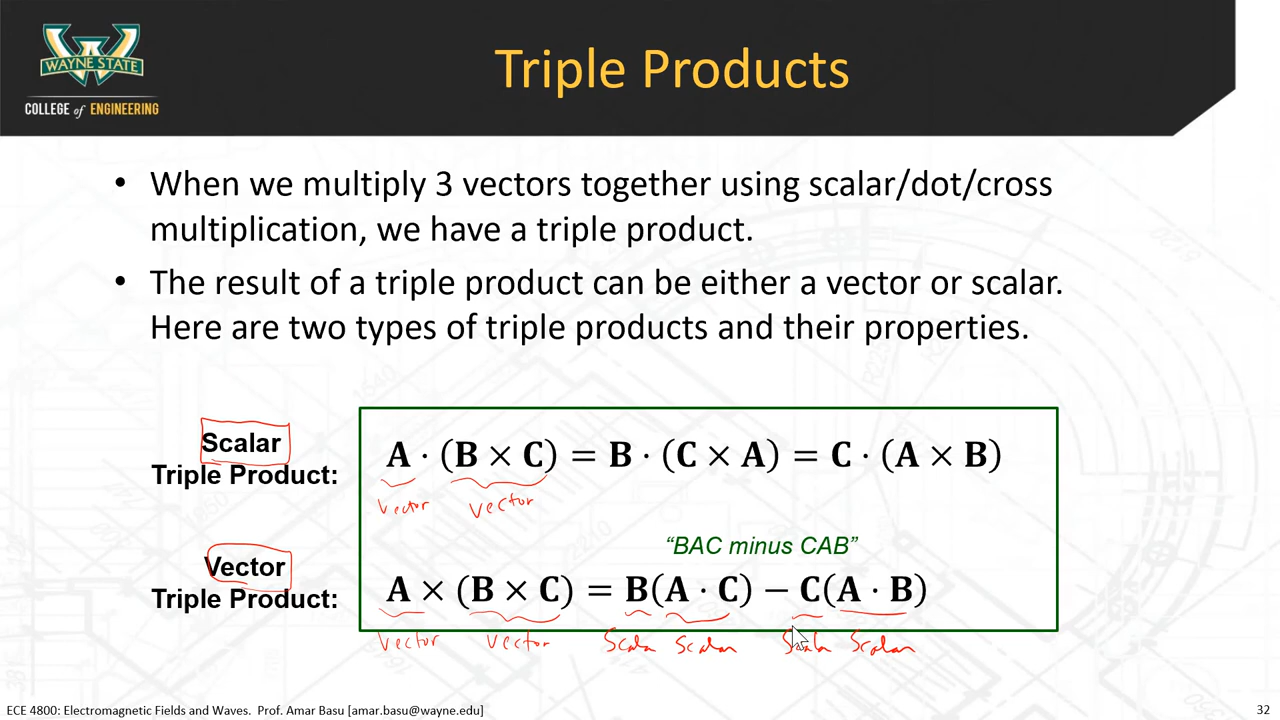 WAYNE STATE
COLLEGE of ENGINEERING
Triple Products
• When we multiply 3 vectors together using scalar/dot/cross
multiplication, we have a triple product.
• The result of a triple product can be either a vector or scalar.
Here are two types of triple products and their properties.
Scalar
Triple Product:
A · (B × C) = B · (C × A) = C · (A × B)
Vector Vector
"BAC minus CAB"
Vector
Triple Product:
A × (B × C) = B(A · C) − C(A · B)
Vector Vector Scala Scalar Scala Scalar
ECE 4800: Electromagnetic Fields and Waves. Prof. Amar Basu [amar.basu@wayne.edu]
32